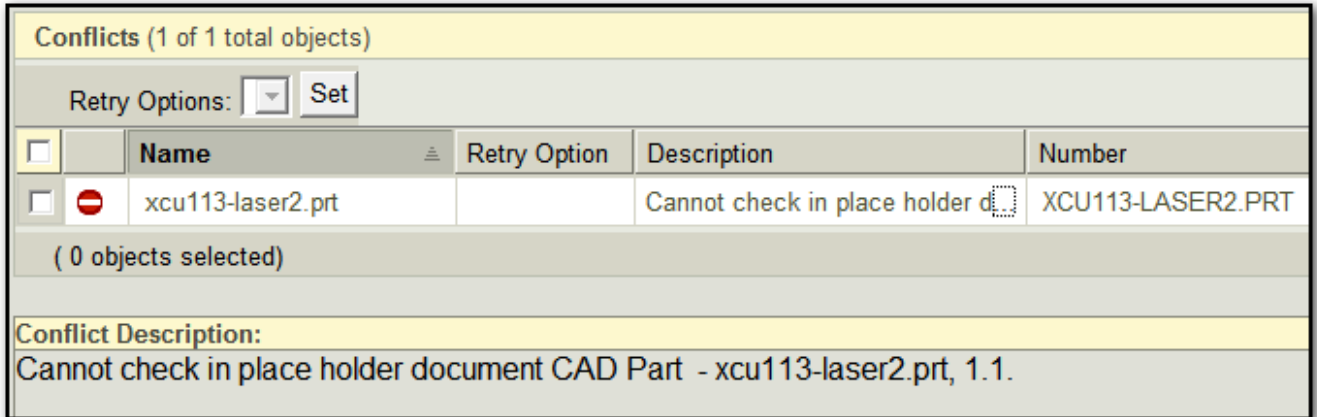 Conflicts (1 of 1 total objects)
Retry Options: Set
Name Retry Option Description Number
xcu113-laser2.prt Cannot check in place holder d... XCU113-LASER2.PRT
( 0 objects selected)
Conflict Description:
Cannot check in place holder document CAD Part - xcu113-laser2.prt, 1.1.